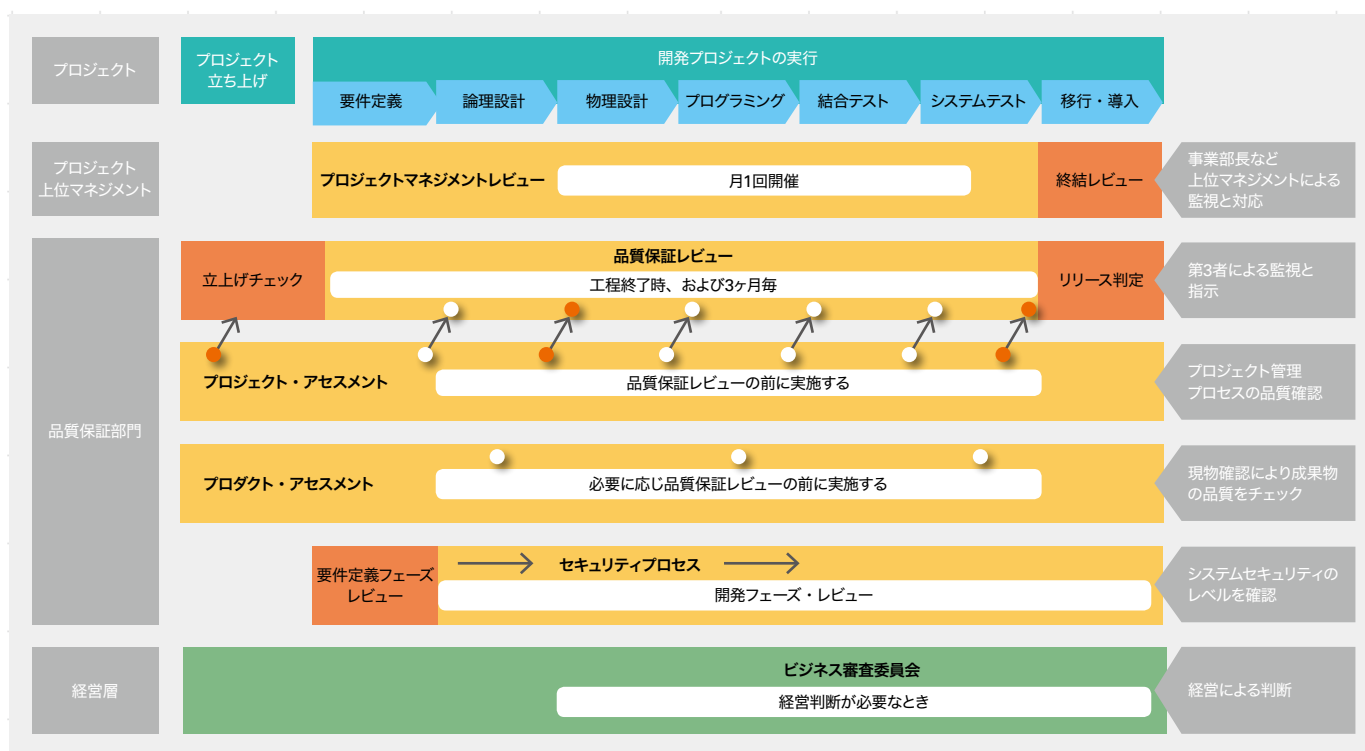 プロジェクト
プロジェクト
立ち上げ
開発プロジェクトの実行
要件定義
論理設計
物理設計
プログラミング
結合テスト
システムテスト
移行・導入
プロジェクト
上位マネジメント
プロジェクトマネジメントレビュー
月1回開催
終結レビュー
事業部長など
上位マネジメントによる
監視と対応
品質保証部門
立上げチェック
品質保証レビュー
工程終了時、および3ヶ月毎
リリース判定
第3者による監視と
指示
プロジェクト・アセスメント
品質保証レビューの前に実施する
プロジェクト管理
プロセスの品質確認
プロダクト・アセスメント
必要に応じ品質保証レビューの前に実施する
現物確認により成果物
の品質をチェック
要件定義フェーズ
レビュー
セキュリティプロセス
開発フェーズ・レビュー
システムセキュリティの
レベルを確認
経営層
ビジネス審査委員会
経営判断が必要なとき
経営による判断